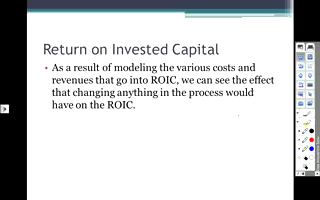 Return on Invested Capital
• As a result of modeling the various costs and
revenues that go into ROIC, we can see the effect
that changing anything in the process would
have on the ROIC.